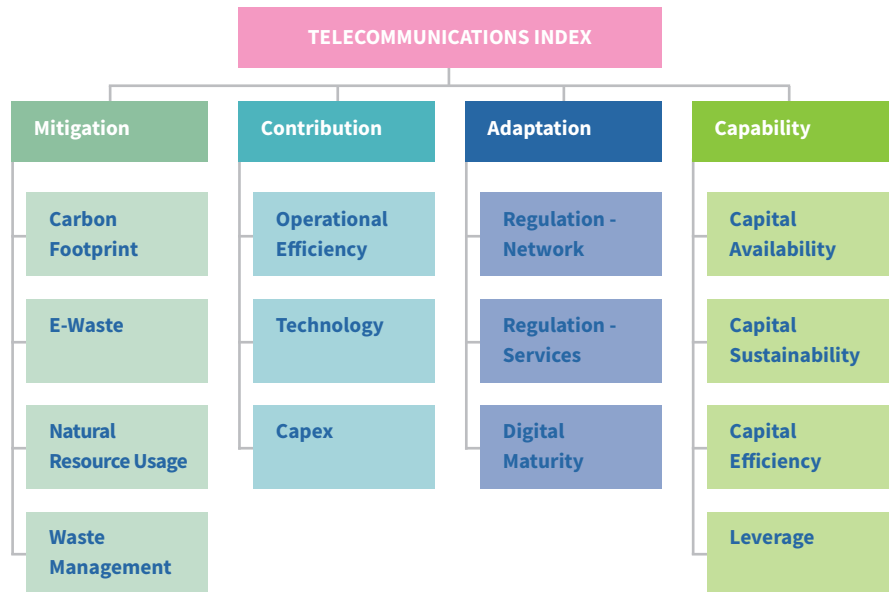 TELECOMMUNICATIONS INDEX
Mitigation
Carbon
Footprint
E-Waste
Natural
Resource Usage
Waste
Management
Contribution
Operational
Efficiency
Technology
Capex
Adaptation
Regulation -
Network
Regulation -
Services
Digital
Maturity
Capability
Capital
Availability
Capital
Sustainability
Capital
Efficiency
Leverage